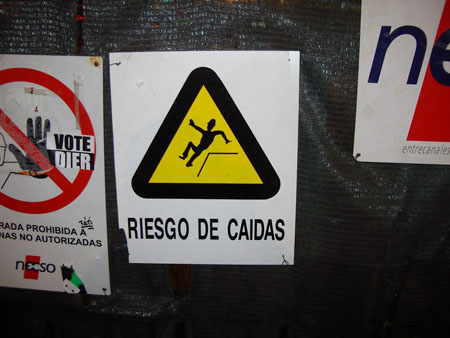 VOTE
DIER
RADA PROHIBIDA A
NAS NO AUTORIZADAS
necso
RIESGO DE CAIDAS
ne
entrecanales